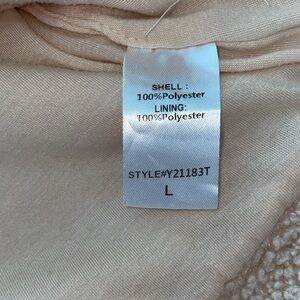 SHELL :
100%Polyester
LINING:
100%Polyester
STYLE#Y21183T
L